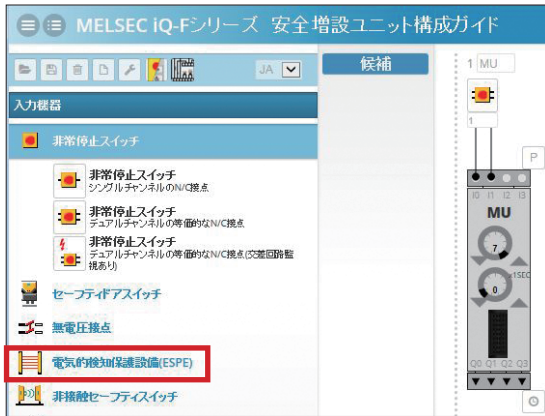 MELSEC iQ-Fシリーズ 安全増設ユニット構成ガイド
JA
候補
1 MU
入力機器
非常停止スイッチ
非常停止スイッチ
シングルチャンネルのN/C接点
非常停止スイッチ
デュアルチャンネルの等価的なN/C接点
非常停止スイッチ
デュアルチャンネルの等価的なN/C接点(交差回路監
視あり)
セーフティドアスイッチ
無電圧接点
電気的検知保護設備(ESPE)
非接触セーフティスイッチ
1
P
I0 I1 I2 I3
MU
7
x1SEC
0
Q0 Q1 Q2 Q3